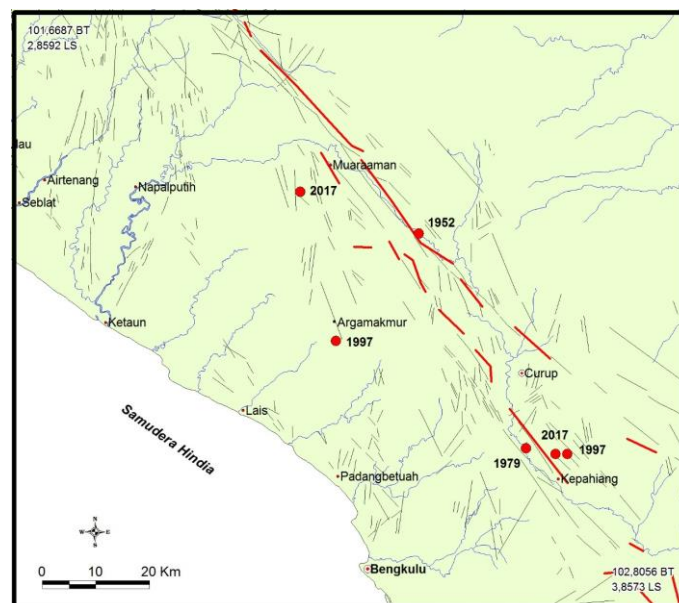 101,6687 BT
2,8592 LS
Muaraaman
Airtenang
Napalputih
2017
Seblat
1952
Ketaun
Argamakmur
1997
Curup
Lais
Samudera Hindia
2017
1997
1979
Padangbetuah
Kepahiang
N
W E
S
0 10 20 Km
Bengkulu
102,8056 BT
3,8573 LS